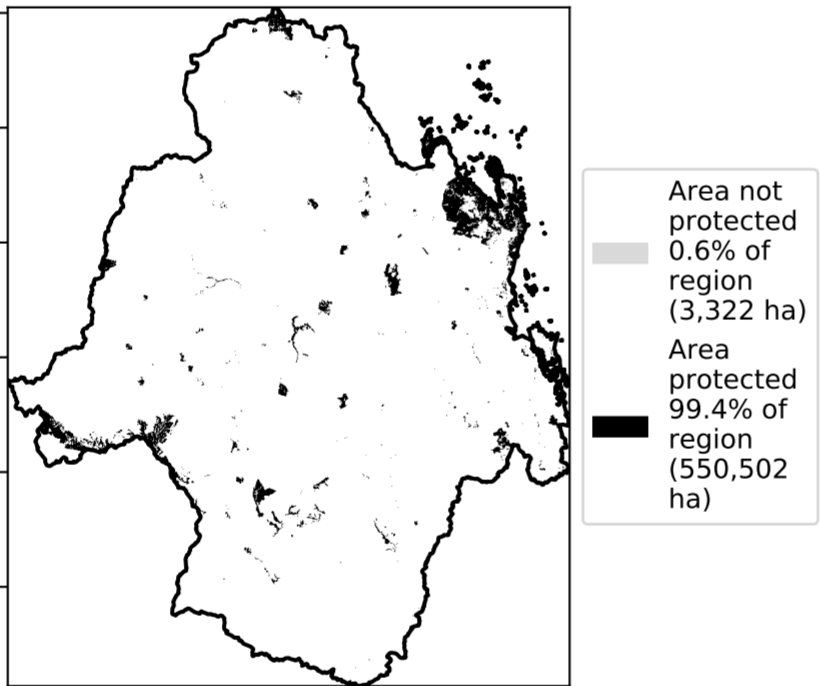 Area not
protected
0.6% of
region
(3,322 ha)
Area
protected
99.4% of
region
(550,502
ha)